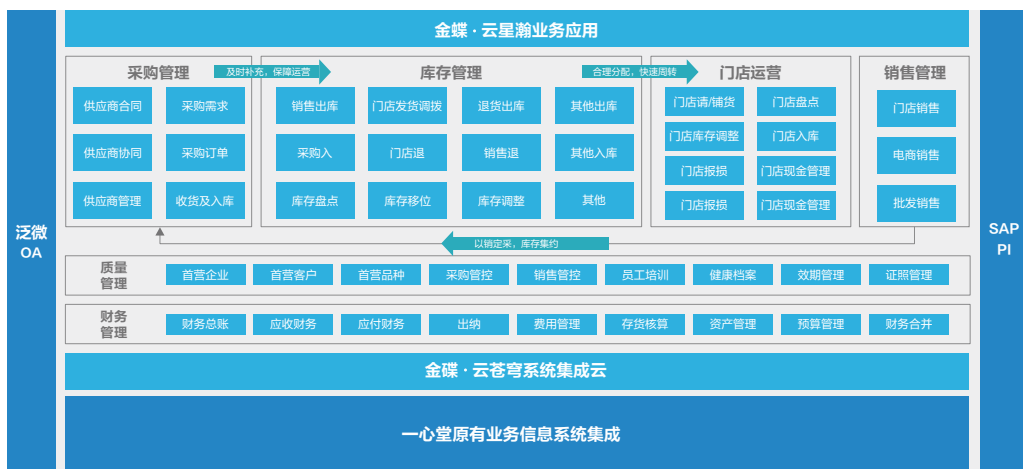 金蝶 · 云星瀚业务应用
泛微
OA
SAP
PI
采购管理
及时补充，保障运营
库存管理
合理分配，快速周转
门店运营
销售管理
供应商合同
采购需求
供应商协同
采购订单
供应商管理
收货及入库
销售出库
门店发货调拨
退货出库
其他出库
采购入
门店退
销售退
其他入库
库存盘点
库存移位
库存调整
其他
门店请/铺货
门店盘点
门店库存调整
门店入库
门店报损
门店现金管理
门店报损
门店现金管理
门店销售
电商销售
批发销售
以销定采，库存集约
质量
管理
首营企业
首营客户
首营品种
采购管控
销售管控
员工培训
健康档案
效期管理
证照管理
财务
管理
财务总账
应收财务
应付财务
出纳
费用管理
存货核算
资产管理
预算管理
财务合并
金碟 · 云苍穹系统集成云
一心堂原有业务信息系统集成